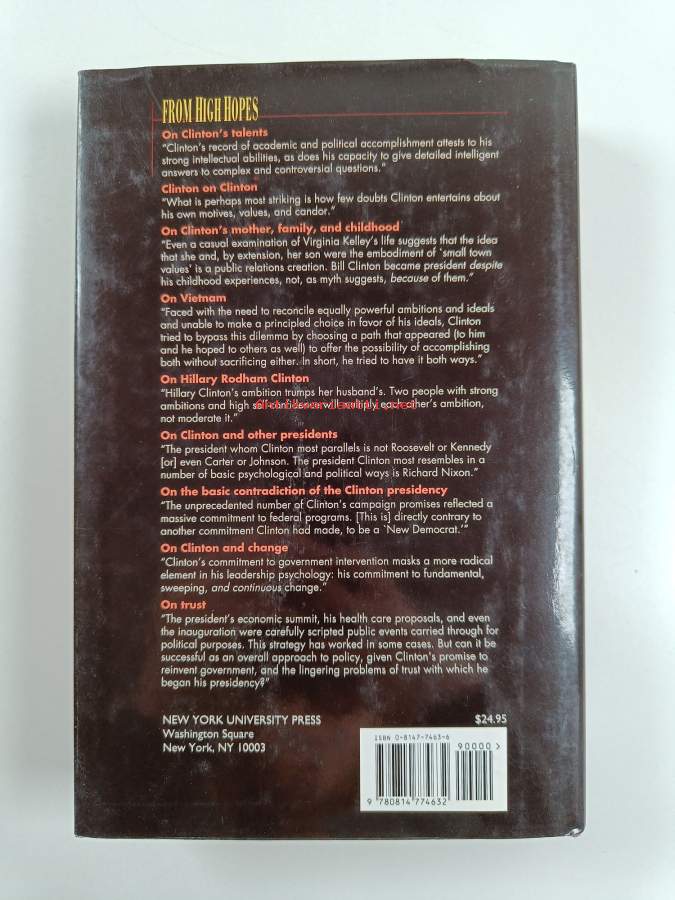 FROM HIGH HOPES
On Clinton's talents
"Clinton's record of academic and political accomplishment attests to his
strong intellectual abilities, as does his capacity to give detailed intelligent
answers to complex and controversial questions."
Clinton on Clinton
"What is perhaps most striking is how few doubts Clinton entertains about
his own motives, values, and candor."
On Clinton's mother, family, and childhood
"Even a casual examination of Virginia Kelley's life suggests that the idea
that she and, by extension, her son were the embodiment of `small town
values' is a public relations creation. Bill Clinton became president despite
his childhood experiences, not, as myth suggests, because of them."
On Vietnam
"Faced with the need to reconcile equally powerful ambitions and ideals
and unable to make a principled choice in favor of his ideals, Clinton
tried to bypass this dilemma by choosing a path that appeared (to him
and he hoped to others as well) to offer the possibility of accomplishing
both without sacrificing either. In short, he tried to have it both ways."
On Hillary Rodham Clinton
"Hillary Clinton's ambition trumps her husband's. Two people with strong
ambitions and high will multiply ambition,
not moderate it."
On Clinton and other presidents
"The president whom Clinton most parallels is not Roosevelt or Kennedy
[or] even Carter or Johnson. The president Clinton most resembles in a
number of basic psychological and political ways is Richard Nixon."
On the basic contradiction of the Clinton presidency
"The unprecedented number of Clinton's campaign promises reflected a
massive commitment to federal programs. [This is] directly contrary to
another commitment Clinton had made, to be a `New Democrat.'"
On Clinton and change
"Clinton's commitment to government intervention masks a more radical
element in his leadership psychology: his commitment to fundamental,
sweeping, and continuous change."
On trust
"The president's economic summit, his health care proposals, and even
the inauguration were carefully scripted public events carried through for
political purposes. This strategy has worked in some cases. But can it be
successful as an overall approach to policy, given Clinton's promise to
reinvent government, and the lingering problems of trust with which he
began his presidency?"
NEW YORK UNIVERSITY PRESS
Washington Square
New York, NY 10003
$24.95
ISBN 0-8147-7463-6
90000>
9 780814 774632